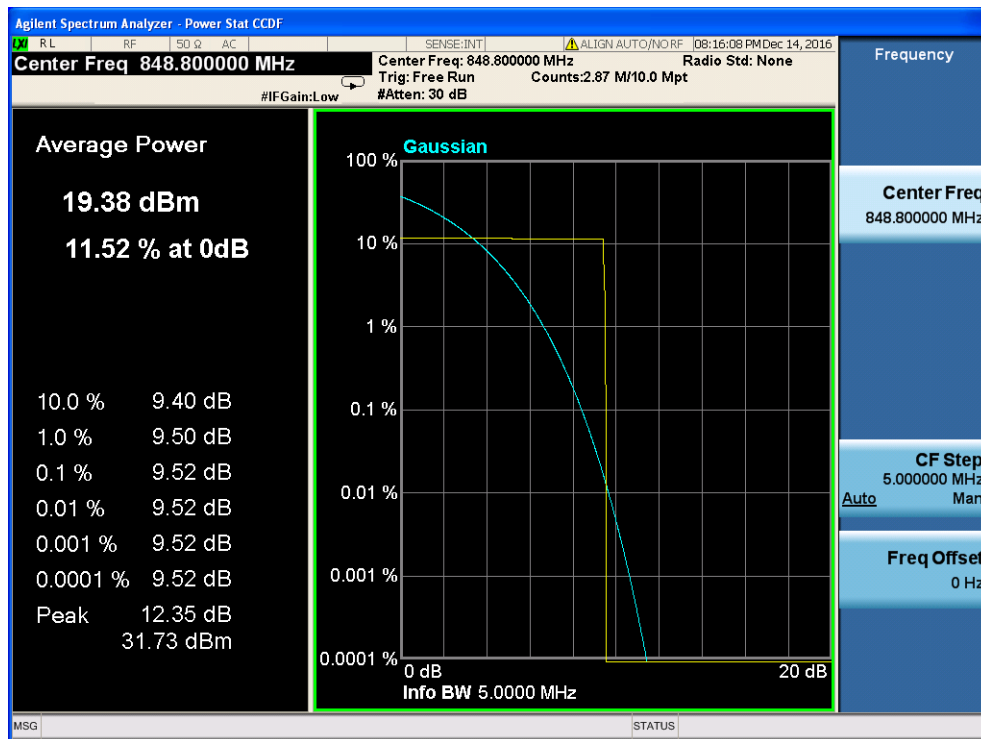 Agilent Spectrum Analyzer - Power Stat CCDF
LXI RL RF 50 Ω AC SENSE:INT ALIGN AUTO/NO RF 08:16:08 PM Dec 14, 2016
Center Freq 848.800000 MHz
Center Freq: 848.800000 MHz Radio Std: None
Trig: Free Run Counts:2.87 M/10.0 Mpt
#IFGain:Low #Atten: 30 dB
Frequency
Average Power
19.38 dBm
11.52 % at 0dB
10.0 % 9.40 dB
1.0 % 9.50 dB
0.1 % 9.52 dB
0.01 % 9.52 dB
0.001 % 9.52 dB
0.0001 % 9.52 dB
Peak 12.35 dB
31.73 dBm
Gaussian
100 %
10 %
1 %
0.1 %
0.01 %
0.001 %
0.0001 %
0 dB 20 dB
Info BW 5.0000 MHz
Center Freq
848.800000 MHz
CF Step
5.000000 MHz
Auto Man
Freq Offset
0 Hz
MSG STATUS